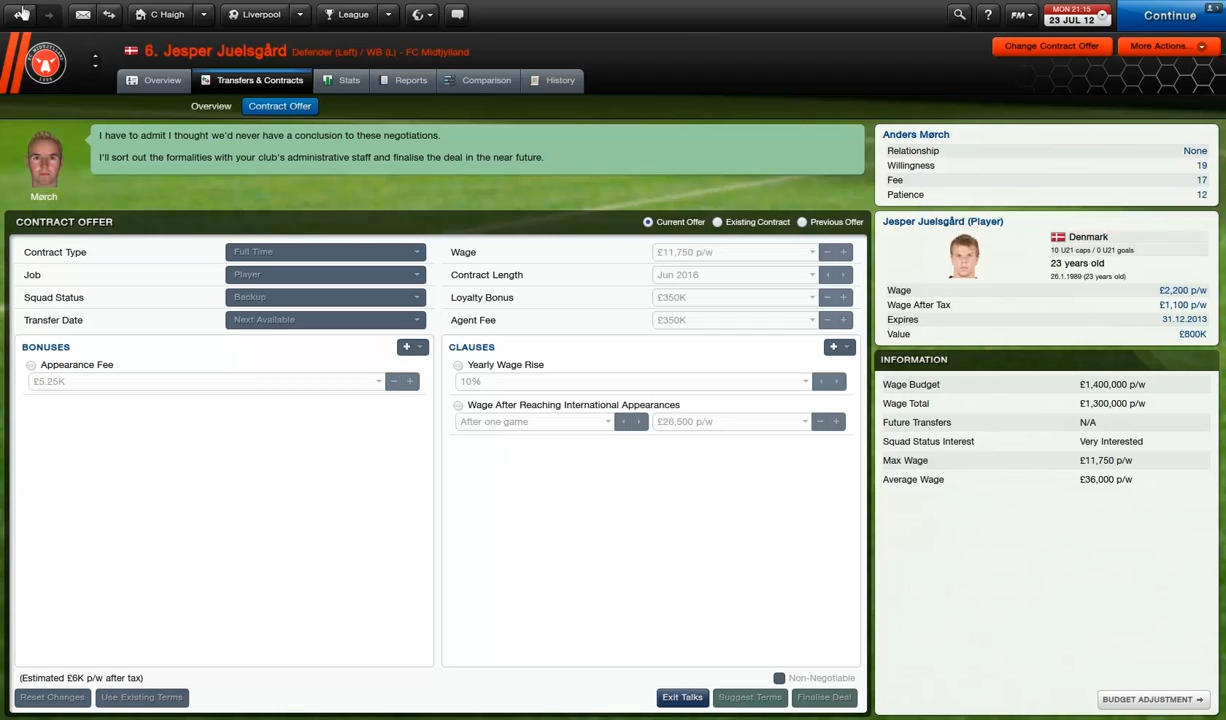 C Haigh
Liverpool
League
FM
MON 21:15
23 JUL 12
Continue
1
6. Jesper Juelsgård Defender (Left) / WB (L) - FC Midtjylland
Change Contract Offer
More Actions...
Overview
Transfers & Contracts
Stats
Reports
Comparison
History
Overview
Contract Offer
I have to admit I thought we'd never have a conclusion to these negotiations.
I'll sort out the formalities with your club's administrative staff and finalise the deal in the near future.
Mørch
Anders Mørch
Relationship None
Willingness 19
Fee 17
Patience 12
CONTRACT OFFER
Current Offer
Existing Contract
Previous Offer
Contract Type Full Time
Job Player
Squad Status Backup
Transfer Date Next Available
Wage £11,750 p/w
Contract Length Jun 2016
Loyalty Bonus £350K
Agent Fee £350K
BONUSES
Appearance Fee
£5.25K
CLAUSES
Yearly Wage Rise
10%
Wage After Reaching International Appearances
After one game £26,500 p/w
Jesper Juelsgård (Player)
Denmark
10 U21 caps / 0 U21 goals
23 years old
26.1.1989 (23 years old)
Wage £2,200 p/w
Wage After Tax £1,100 p/w
Expires 31.12.2013
Value £800K
INFORMATION
Wage Budget £1,400,000 p/w
Wage Total £1,300,000 p/w
Future Transfers N/A
Squad Status Interest Very Interested
Max Wage £11,750 p/w
Average Wage £36,000 p/w
(Estimated £6K p/w after tax)
Non-Negotiable
Reset Changes
Use Existing Terms
Exit Talks
Suggest Terms
Finalise Deal
BUDGET ADJUSTMENT